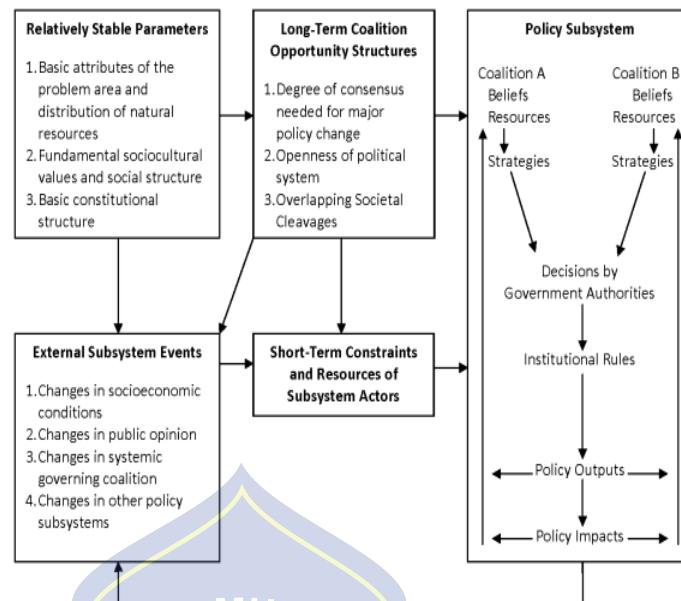 Relatively Stable Parameters
1. Basic attributes of the
problem area and
distribution of natural
resources
2. Fundamental sociocultural
values and social structure
3. Basic constitutional
structure
Long-Term Coalition
Opportunity Structures
1. Degree of consensus
needed for major
policy change
2. Openness of political
system
3. Overlapping Societal
Cleavages
Policy Subsystem
Coalition A
Beliefs
Resources
Strategies
Coalition B
Beliefs
Resources
Strategies
Decisions by
Government Authorities
Institutional Rules
Policy Outputs
Policy Impacts
External Subsystem Events
1. Changes in socioeconomic
conditions
2. Changes in public opinion
3. Changes in systemic
governing coalition
4. Changes in other policy
subsystems
Short-Term Constraints
and Resources of
Subsystem Actors